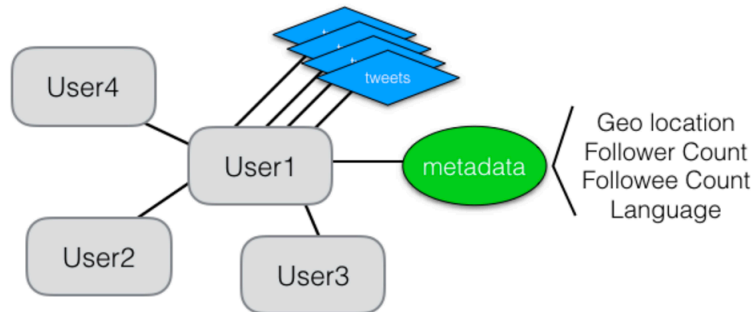 tweets
User4
User1
metadata
Geo location
Follower Count
Followee Count
Language
User2
User3